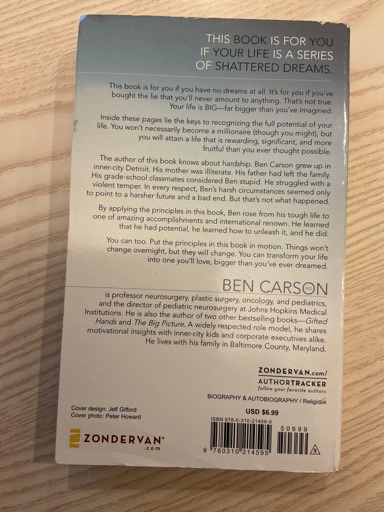 THIS BOOK IS FOR YOU
IF YOUR LIFE IS A SERIES
OF SHATTERED DREAMS.
This book is for you if you have no dreams at all. It's for you if you've
bought the lie that you'll never amount to anything. That's not true.
Your life is BIG—far bigger than you've imagined.
Inside these pages lie the keys to recognizing the full potential of your
life. You won't necessarily become a millionaire (though you might), but
you will attain a life that is rewarding, significant, and more
fruitful than you ever thought possible.
The author of this book knows about hardship. Ben Carson grew up in
inner-city Detroit. His mother was illiterate. His father had left the family.
His grade-school classmates considered Ben stupid. He struggled with a
violent temper. In every respect, Ben's harsh circumstances seemed only
to point to a harsher future and a bad end. But that's not what happened.
By applying the principles in this book, Ben rose from his tough life to
one of amazing accomplishments and international renown. He learned
that he had potential, he learned how to unleash it, and he did.
You can too. Put the principles in this book in motion. Things won't
change overnight, but they will change. You can transform your life
into one you'll love, bigger than you've ever dreamed.
BEN CARSON
is professor neurosurgery, plastic surgery, oncology, and pediatrics,
and the director of pediatric neurosurgery at Johns Hopkins Medical
Institutions. He is also the author of two other bestselling books—Gifted
Hands and The Big Picture. A widely respected role model, he shares
motivational insights with inner-city kids and corporate executives alike.
He lives with his family in Baltimore County, Maryland.
ZONDERVAN.com/
AUTHORTRACKER
follow your favorite authors
BIOGRAPHY & AUTOBIOGRAPHY / Religious
USD $6.99
Cover design: Jeff Gifford
Cover photo: Peter Howard
ISBN 978-0-310-21459-5
50699
9 780310 214595
ZONDERVAN
.com